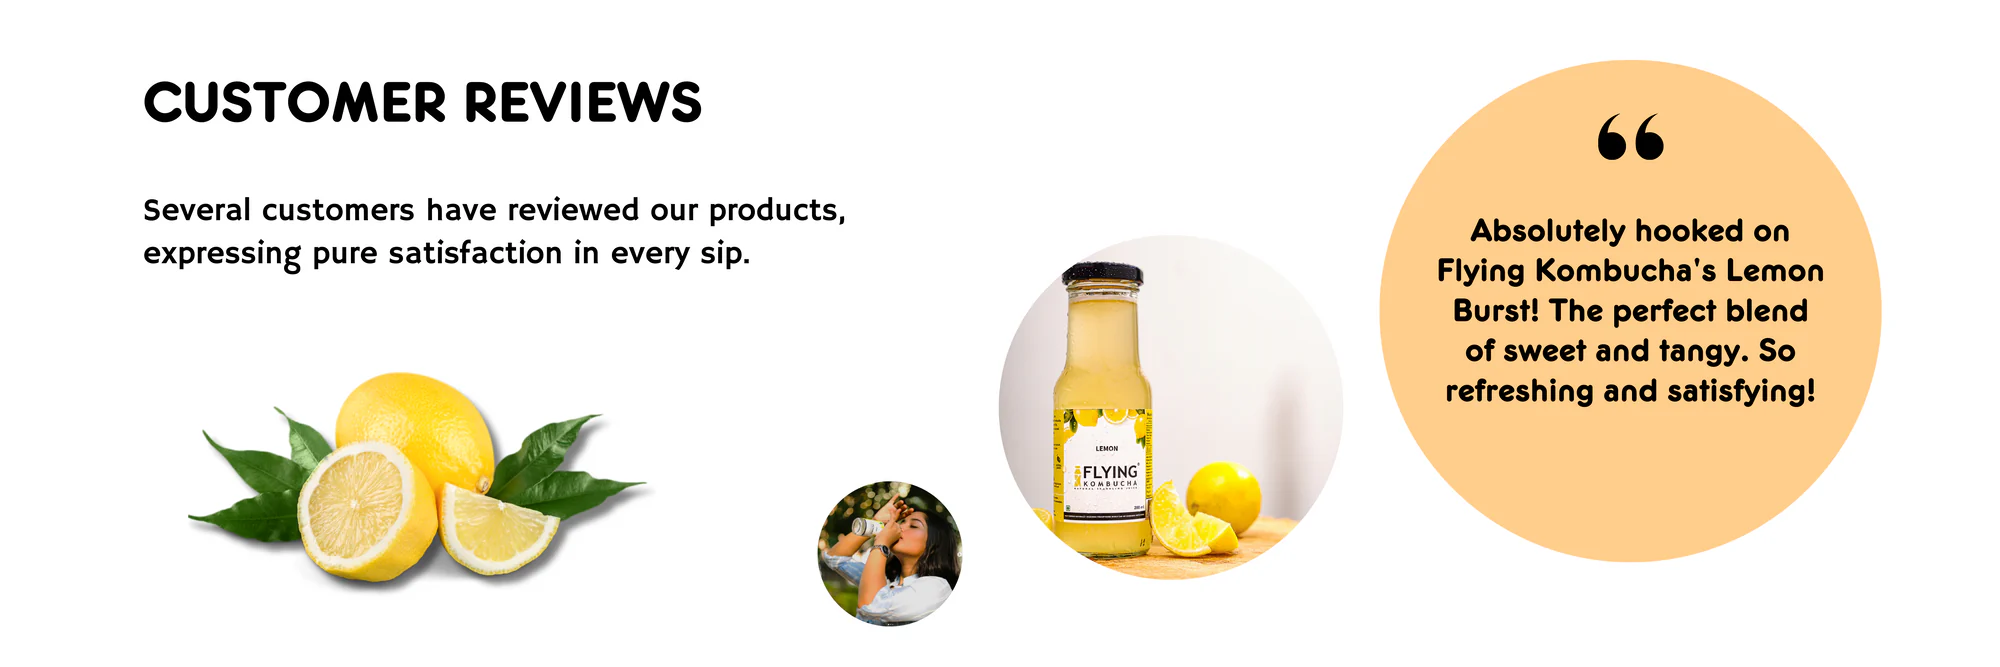 CUSTOMER REVIEWS
Several customers have reviewed our products,
expressing pure satisfaction in every sip.
LEMON
FLYING
KOMBUCHA
“
Absolutely hooked on
Flying Kombucha's Lemon
Burst! The perfect blend
of sweet and tangy. So
refreshing and satisfying!